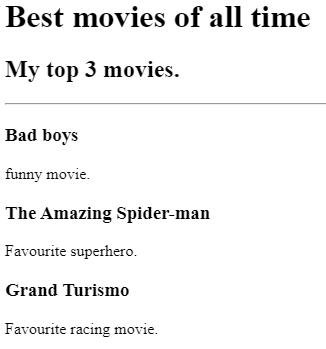 Best movies of all time
My top 3 movies.
Bad boys
funny movie.
The Amazing Spider-man
Favourite superhero.
Grand Turismo
Favourite racing movie.